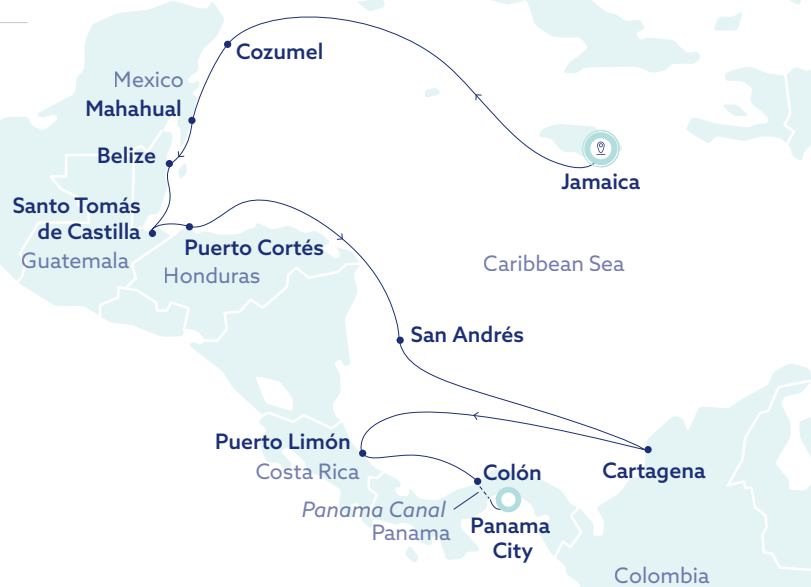 Cozumel
Mexico
Mahahual
Belize
Jamaica
Santo Tomás
de Castilla
Guatemala
Puerto Cortés
Honduras
Caribbean Sea
San Andrés
Puerto Limón
Costa Rica
Cartagena
Colón
Panama Canal
Panama
Panama
City
Colombia